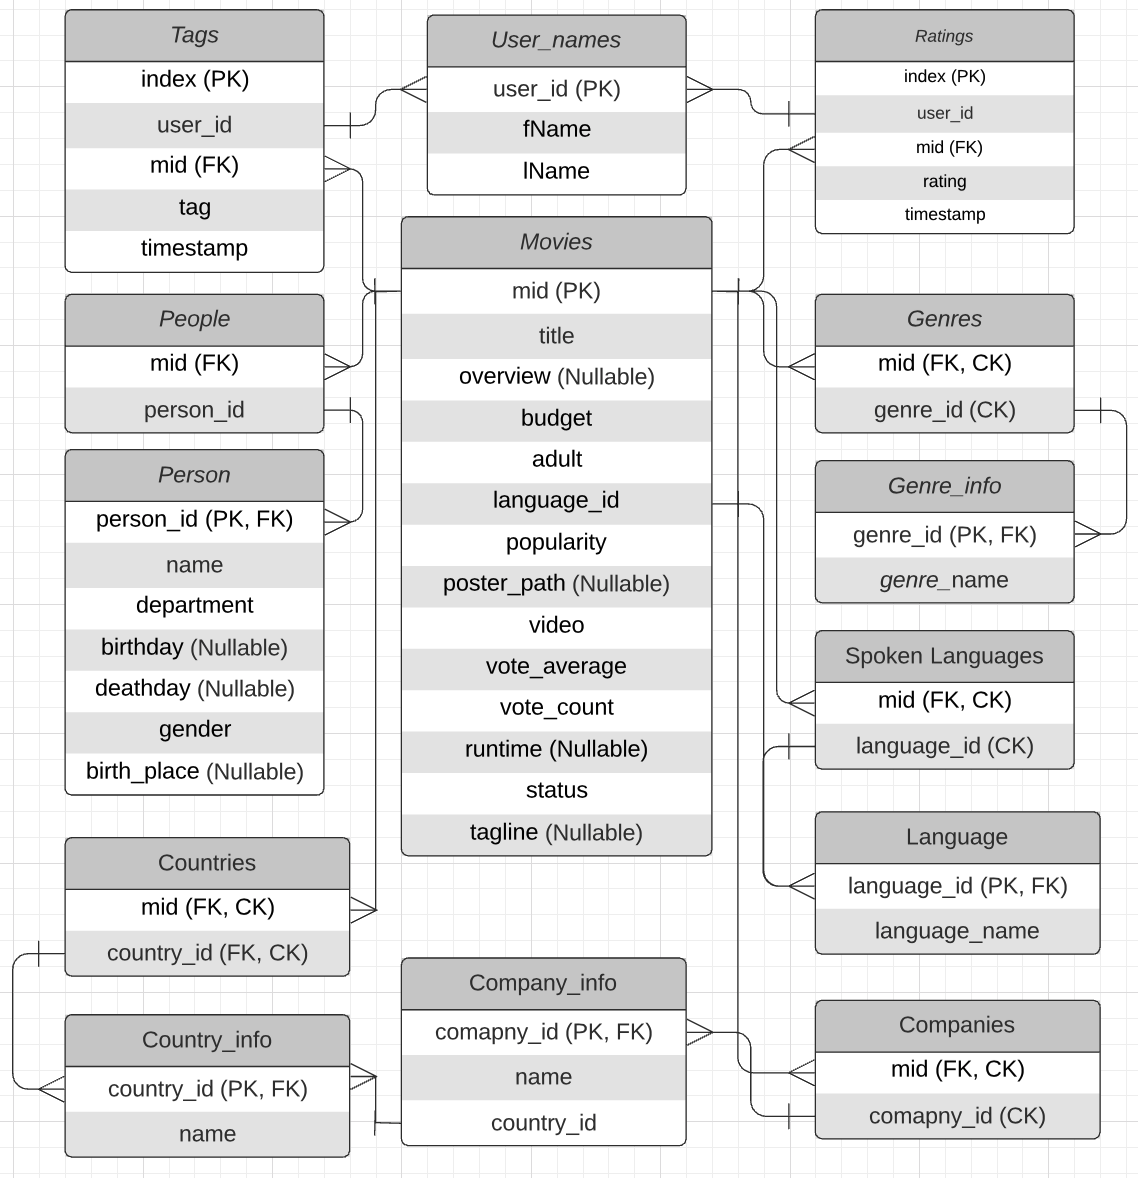 Tags
index (PK)
user_id
mid (FK)
tag
timestamp
User_names
user_id (PK)
fName
lName
Ratings
index (PK)
user_id
mid (FK)
rating
timestamp
People
mid (FK)
person_id
Person
person_id (PK, FK)
name
department
birthday (Nullable)
deathday (Nullable)
gender
birth_place (Nullable)
Movies
mid (PK)
title
overview (Nullable)
budget
adult
language_id
popularity
poster_path (Nullable)
video
vote_average
vote_count
runtime (Nullable)
status
tagline (Nullable)
Genres
mid (FK, CK)
genre_id (CK)
Genre_info
genre_id (PK, FK)
genre_name
Spoken Languages
mid (FK, CK)
language_id (CK)
Language
language_id (PK, FK)
language_name
Countries
mid (FK, CK)
country_id (FK, CK)
Country_info
country_id (PK, FK)
name
Company_info
comapny_id (PK, FK)
name
country_id
Companies
mid (FK, CK)
comapny_id (CK)